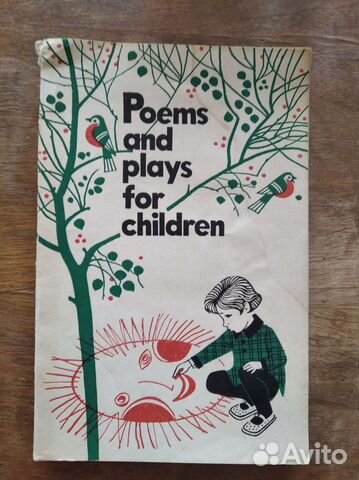 Poems
and
plays
for
children
Avito